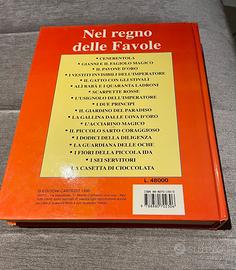 Nel regno
delle Favole
• CENERENTOLA
• GIANNI E IL FAGIOLO MAGICO
• IL PAVONE D'ORO
• I VESTITI INVISIBILI DELL'IMPERATORE
• IL GATTO CON GLI STIVALI
• ALI BABÀ E I QUARANTA LADRONI
• SCARPETTE ROSSE
• L'USIGNOLO DELL'IMPERATORE
• I DUE PRINCIPI
• IL GIARDINO DEL PARADISO
• LA GALLINA DALLE UOVA D'ORO
• L'ACCIARINO MAGICO
• IL PICCOLO SARTO CORAGGIOSO
• I DODICI DELLA DILIGENZA
• LA GUARDIANA DELLE OCHE
• I FIORI DELLA PICCOLA IDA
• I SEI SERVITORI
• LA CASETTA DI CIOCCOLATA
L. 48000